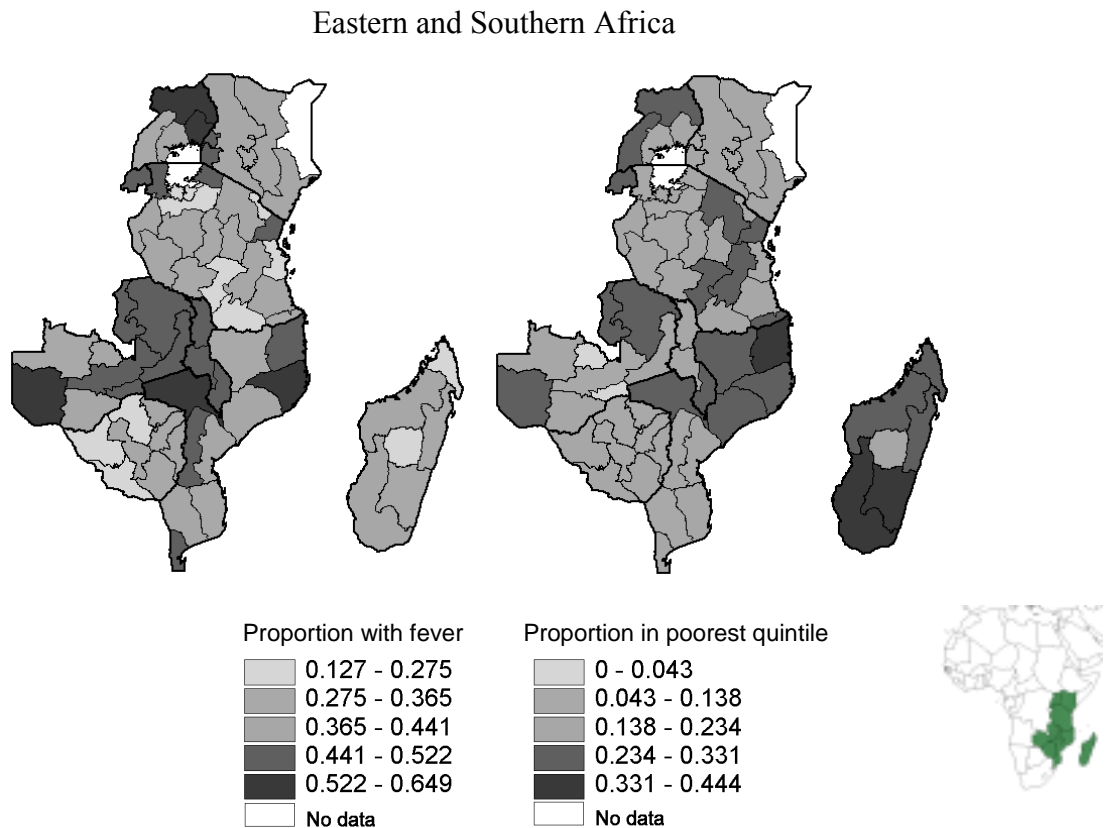 Eastern and Southern Africa
Proportion with fever
0.127 - 0.275
0.275 - 0.365
0.365 - 0.441
0.441 - 0.522
0.522 - 0.649
No data
Proportion in poorest quintile
0 - 0.043
0.043 - 0.138
0.138 - 0.234
0.234 - 0.331
0.331 - 0.444
No data